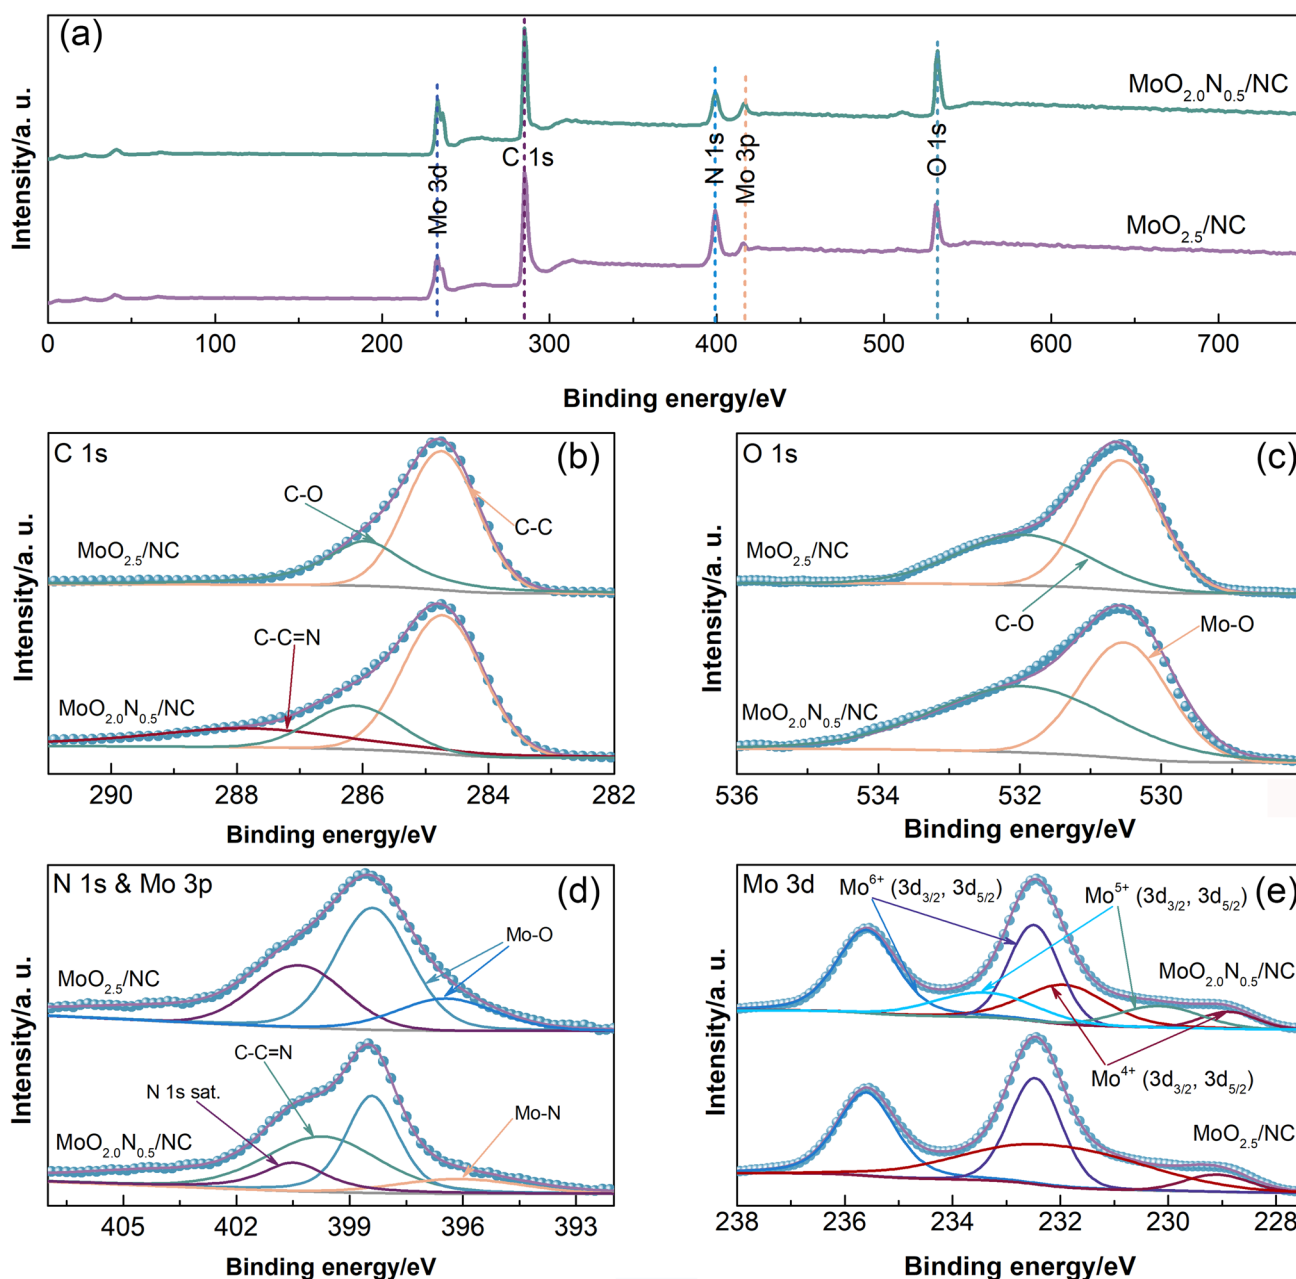 (a)
Intensity/a. u.
MoO2.0N0.5/NC
MoO2.5/NC
Mo 3d
C 1s
N 1s
Mo 3p
O 1s
0 100 200 300 400 500 600 700
Binding energy/eV
C 1s
(b)
Intensity/a. u.
C-O
C-C
MoO2.5/NC
C-C=N
MoO2.0N0.5/NC
290 288 286 284 282
Binding energy/eV
O 1s
(c)
Intensity/a. u.
MoO2.5/NC
C-O
Mo-O
MoO2.0N0.5/NC
536 534 532 530
Binding energy/eV
N 1s & Mo 3p
(d)
Intensity/a. u.
Mo-O
MoO2.5/NC
C-C=N
N 1s sat.
Mo-N
MoO2.0N0.5/NC
405 402 399 396 393
Binding energy/eV
Mo 3d
(e)
Intensity/a. u.
Mo6+ (3d3/2, 3d5/2)
Mo5+ (3d3/2, 3d5/2)
MoO2.0N0.5/NC
Mo4+ (3d3/2, 3d5/2)
MoO2.5/NC
238 236 234 232 230 228
Binding energy/eV